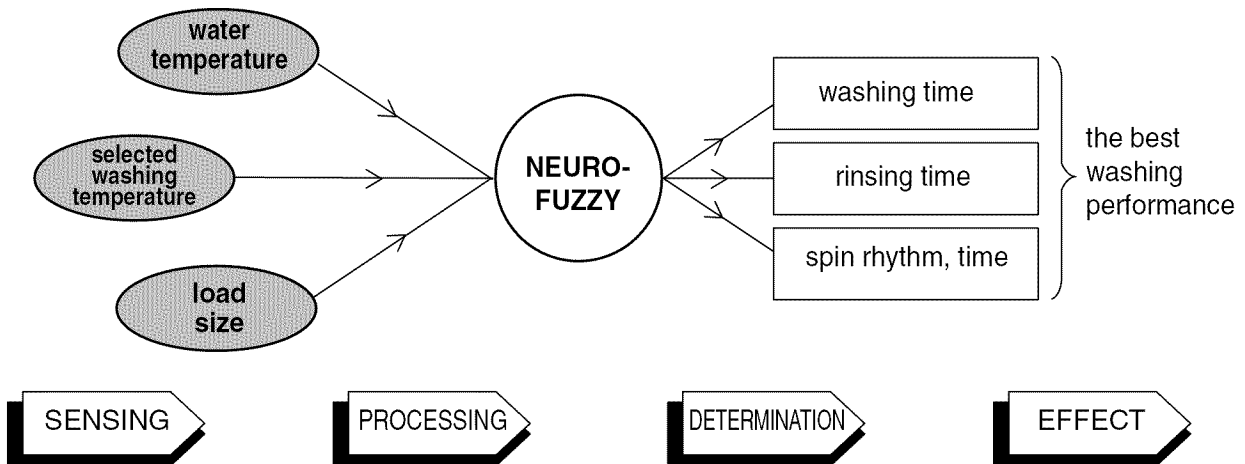 water
temperature
selected
washing
temperature
load
size
NEURO-
FUZZY
washing time
rinsing time
spin rhythm, time
the best
washing
performance
SENSING
PROCESSING
DETERMINATION
EFFECT